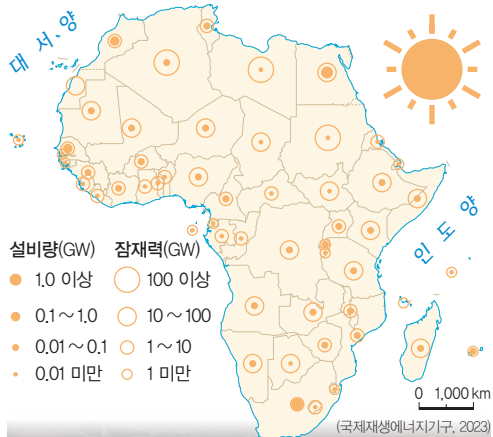 대서양
인도양
설비량(GW) 잠재력(GW)
1.0 이상 100 이상
0.1~1.0 10~100
0.01~0.1 1~10
0.01 미만 1 미만
0 1,000 km
(국제재생에너지기구, 2023)